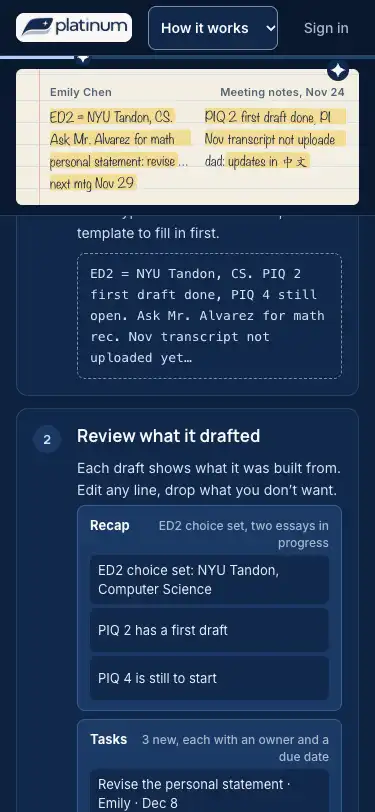 platinum
How it works
Sign in
Emily Chen
Meeting notes, Nov 24
ED2 = NYU Tandon, CS.
Ask Mr. Alvarez for math
personal statement: revise ...
next mtg Nov 29
PIQ 2 first draft done, PI
Nov transcript not uploade
dad: updates in 中文
template to fill in first.
ED2 = NYU Tandon, CS. PIQ 2
first draft done, PIQ 4 still
open. Ask Mr. Alvarez for math
rec. Nov transcript not
uploaded yet…
2
Review what it drafted
Each draft shows what it was built from.
Edit any line, drop what you don’t want.
Recap
ED2 choice set, two essays in
progress
ED2 choice set: NYU Tandon,
Computer Science
PIQ 2 has a first draft
PIQ 4 is still to start
Tasks
3 new, each with an owner and a
due date
Revise the personal statement ·
Emily · Dec 8